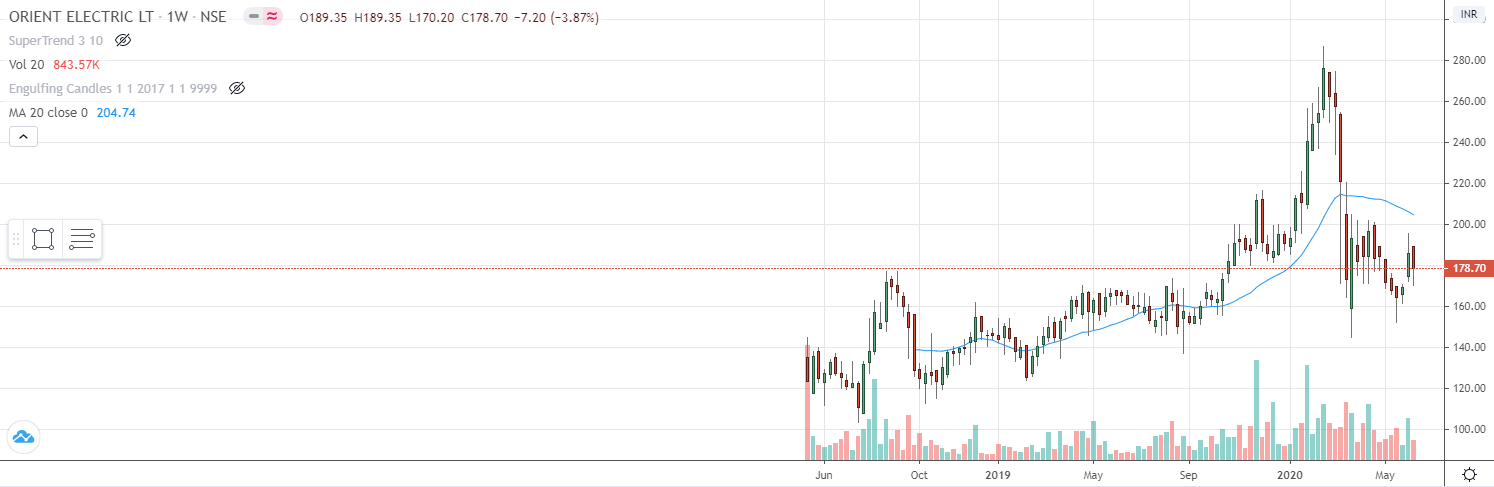 ORIENT ELECTRIC LT · 1W · NSE O189.35 H189.35 L170.20 C178.70 −7.20 (−3.87%)
INR
SuperTrend 3 10
Vol 20 843.57K
Engulfing Candles 1 1 2017 1 1 9999
MA 20 close 0 204.74
280.00
260.00
240.00
220.00
200.00
178.70
160.00
140.00
120.00
100.00
Jun Oct 2019 May Sep 2020 May